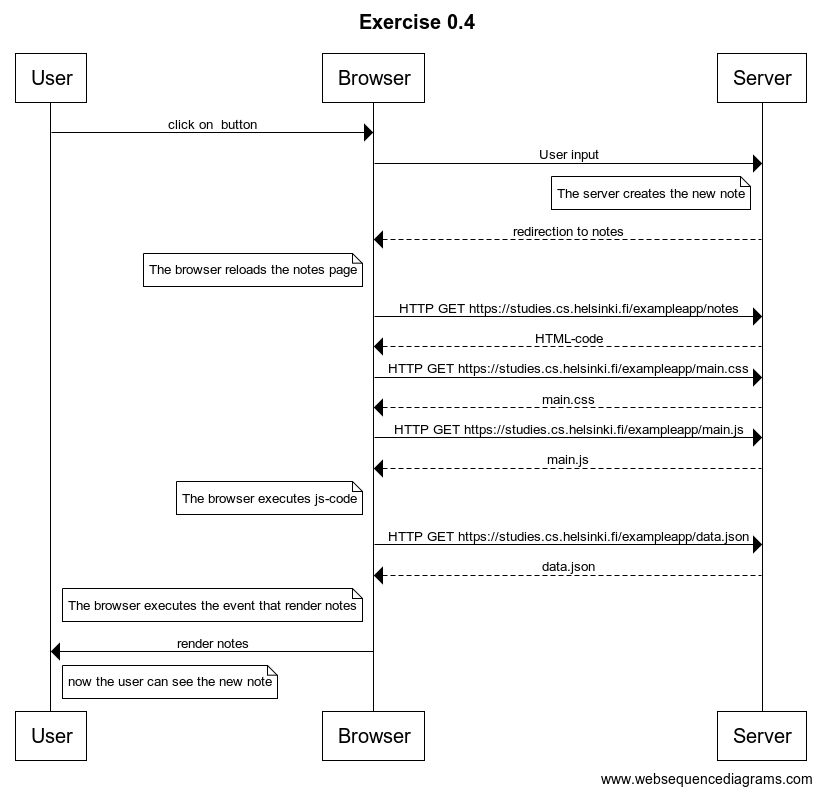 Exercise 0.4
User Browser Server
click on  button
User input
The server creates the new note
redirection to notes
The browser reloads the notes page
HTTP GET https://studies.cs.helsinki.fi/exampleapp/notes
HTML-code
HTTP GET https://studies.cs.helsinki.fi/exampleapp/main.css
main.css
HTTP GET https://studies.cs.helsinki.fi/exampleapp/main.js
main.js
The browser executes js-code
HTTP GET https://studies.cs.helsinki.fi/exampleapp/data.json
data.json
The browser executes the event that render notes
render notes
now the user can see the new note
User Browser Server
www.websequencediagrams.com